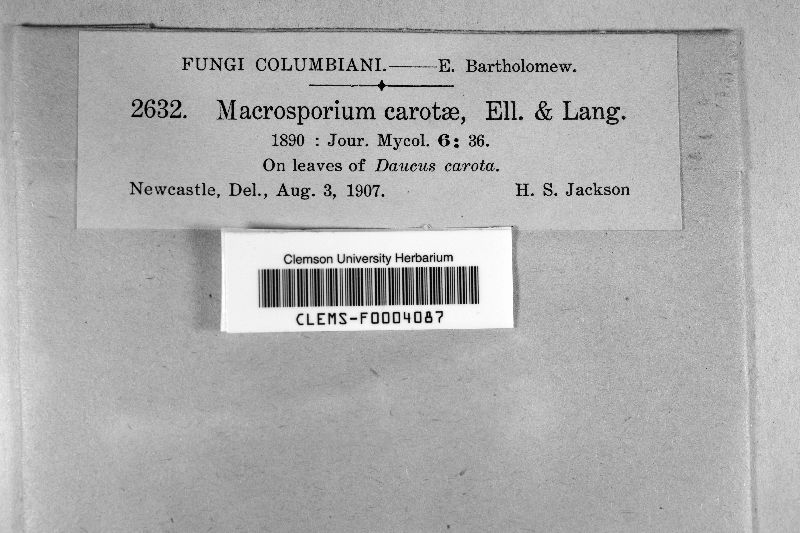 FUNGI COLUMBIANI.——E. Bartholomew.
2632. Macrosporium carotæ, Ell. & Lang.
1890 : Jour. Mycol. 6: 36.
On leaves of Daucus carota.
Newcastle, Del., Aug. 3, 1907. H. S. Jackson
Clemson University Herbarium
CLEMS-F0004087